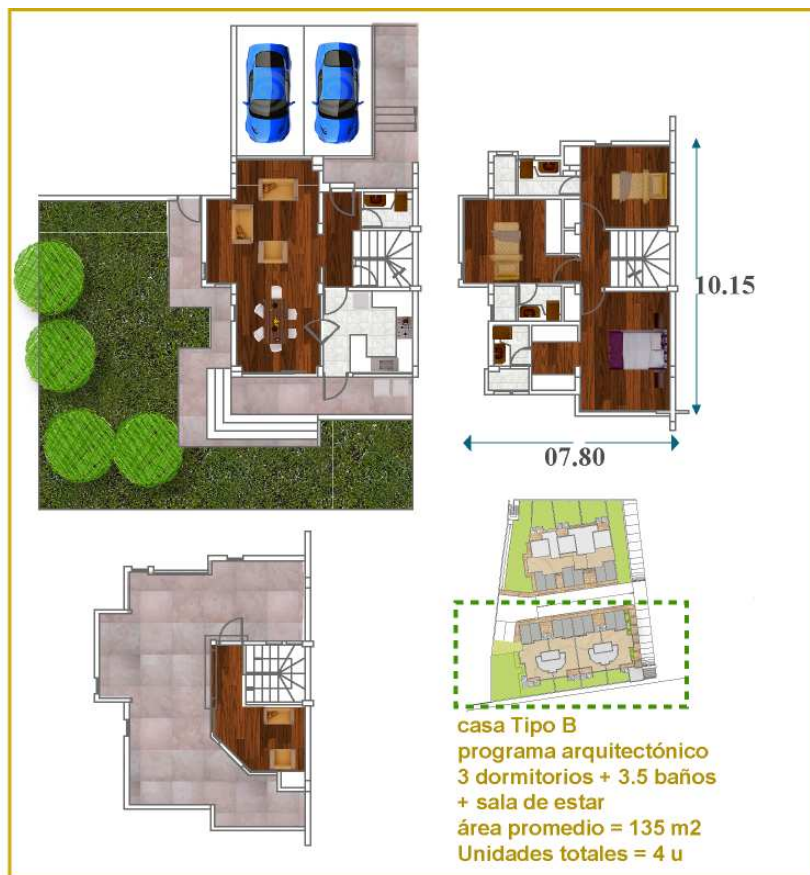 10.15
07.80
casa Tipo B
programa arquitectónico
3 dormitorios + 3.5 baños
+ sala de estar
área promedio = 135 m2
Unidades totales = 4 u